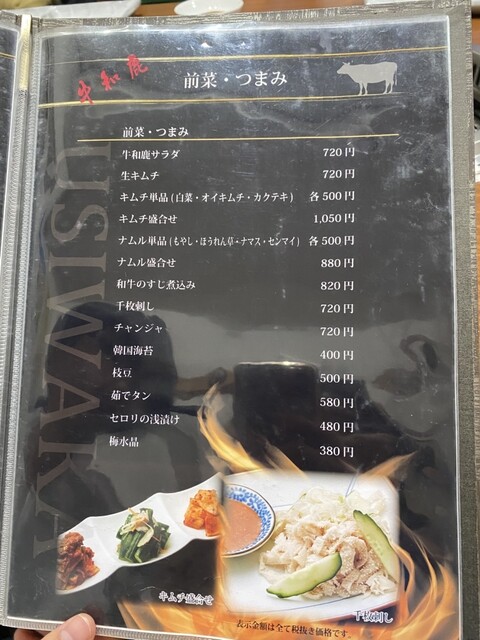 牛和鹿
前菜・つまみ
前菜・つまみ
牛和鹿サラダ 720円
生キムチ 720円
キムチ単品(白菜・オイキムチ・カクテキ) 各500円
キムチ盛合せ 1,050円
ナムル単品(もやし・ほうれん草・ナマス・センマイ) 各500円
ナムル盛合せ 880円
和牛のすじ煮込み 820円
千枚刺し 720円
チャンジャ 720円
韓国海苔 400円
枝豆 500円
茹でタン 580円
セロリの浅漬け 480円
梅水晶 380円
USIWAKA
キムチ盛合せ
千枚刺し
表示金額は全て税抜き価格です。